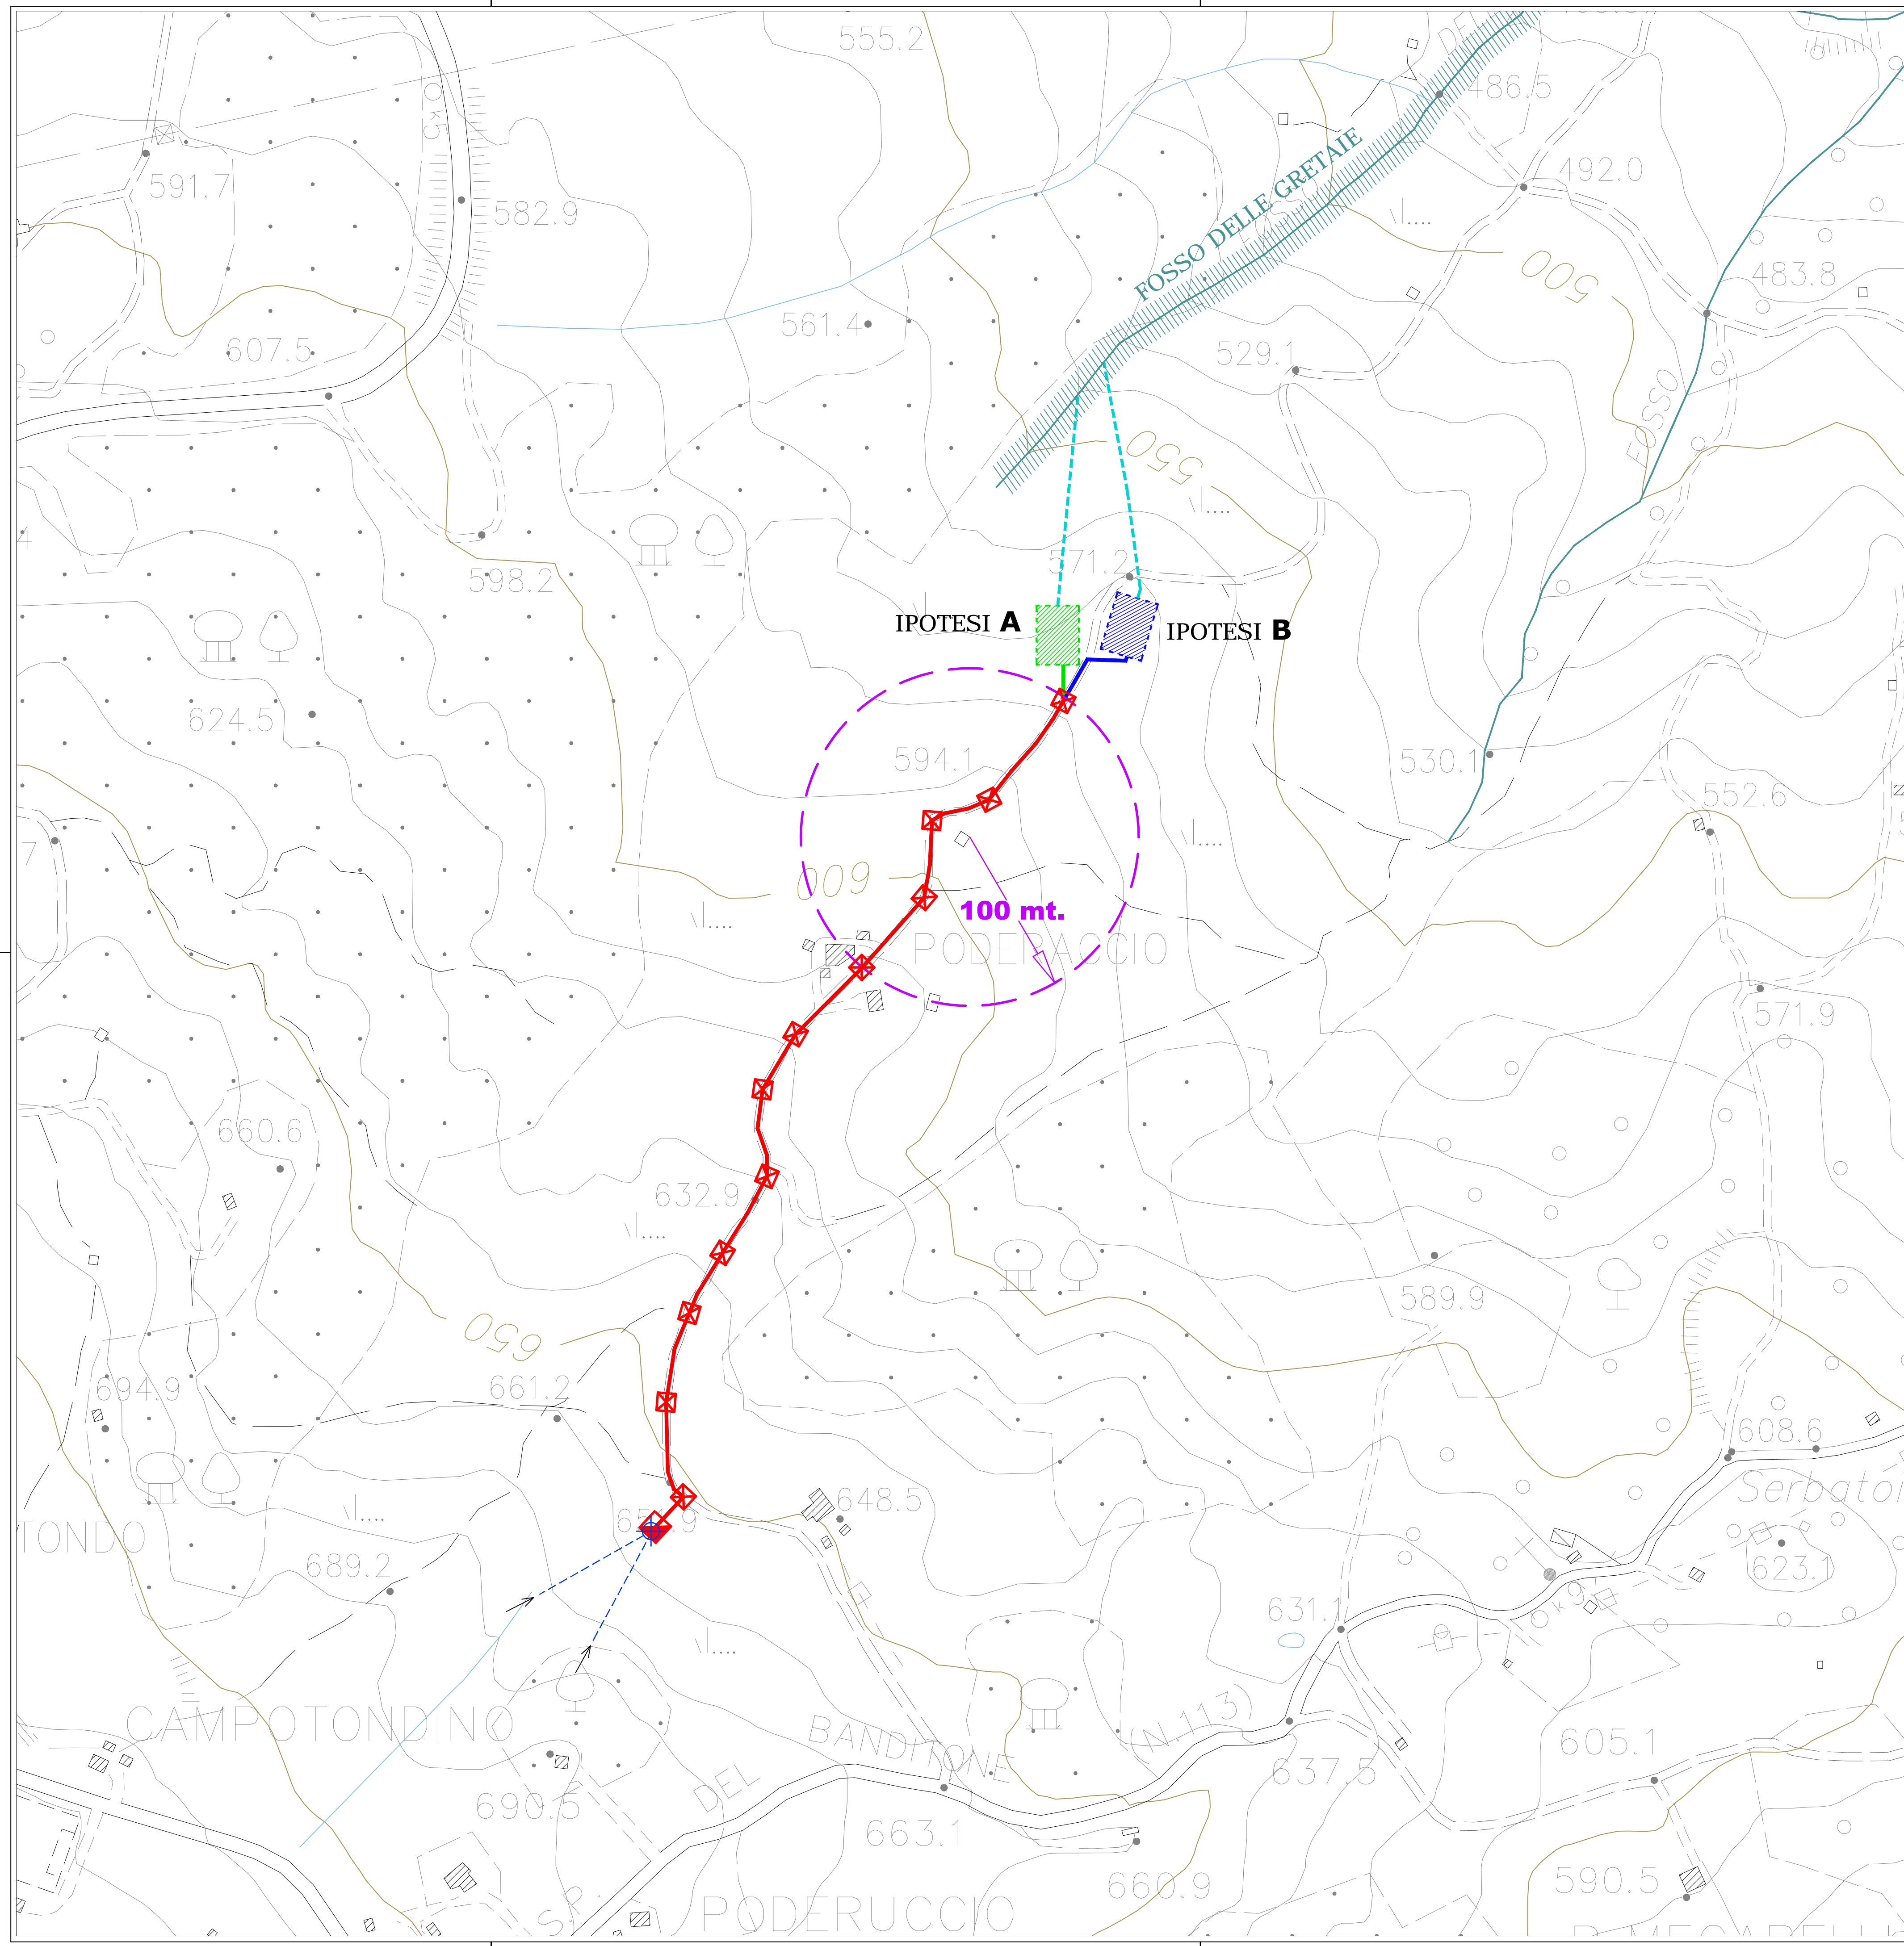 555.2
486.5
591.7
582.9
492.0
FOSSO DELLE GRETAIE
500
483.8
561.4
607.5
529.1
FOSSO
550
571.2
598.2
IPOTESI A
IPOTESI B
624.5
594.1
530.1
552.6
600
100 mt.
PODERACCIO
571.9
660.6
632.9
589.9
650
694.9
661.2
608.6
648.5
TONDO
689.2
623.1
631.1
K9
CAMPOTONDINO
BANDITONE
(N.113)
605.1
637.5
DEL
690.5
663.1
590.5
660.9
PODERUCCIO
S.P.